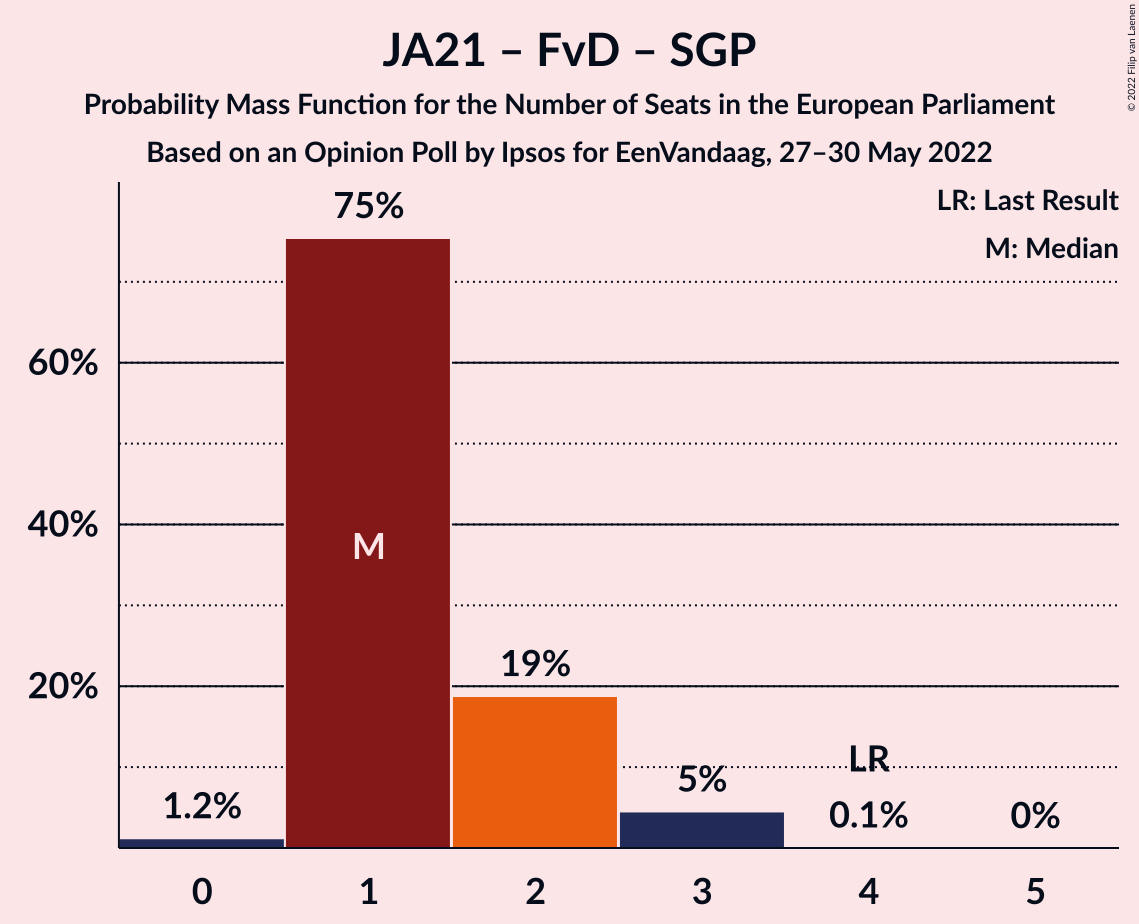 JA21 – FvD – SGP
Probability Mass Function for the Number of Seats in the European Parliament
Based on an Opinion Poll by Ipsos for EenVandaag, 27–30 May 2022
© 2022 Filip van Laenen
LR: Last Result
M: Median
75%
60%
40%
M
19%
20%
LR
5%
1.2%
0.1%
0%
0 1 2 3 4 5